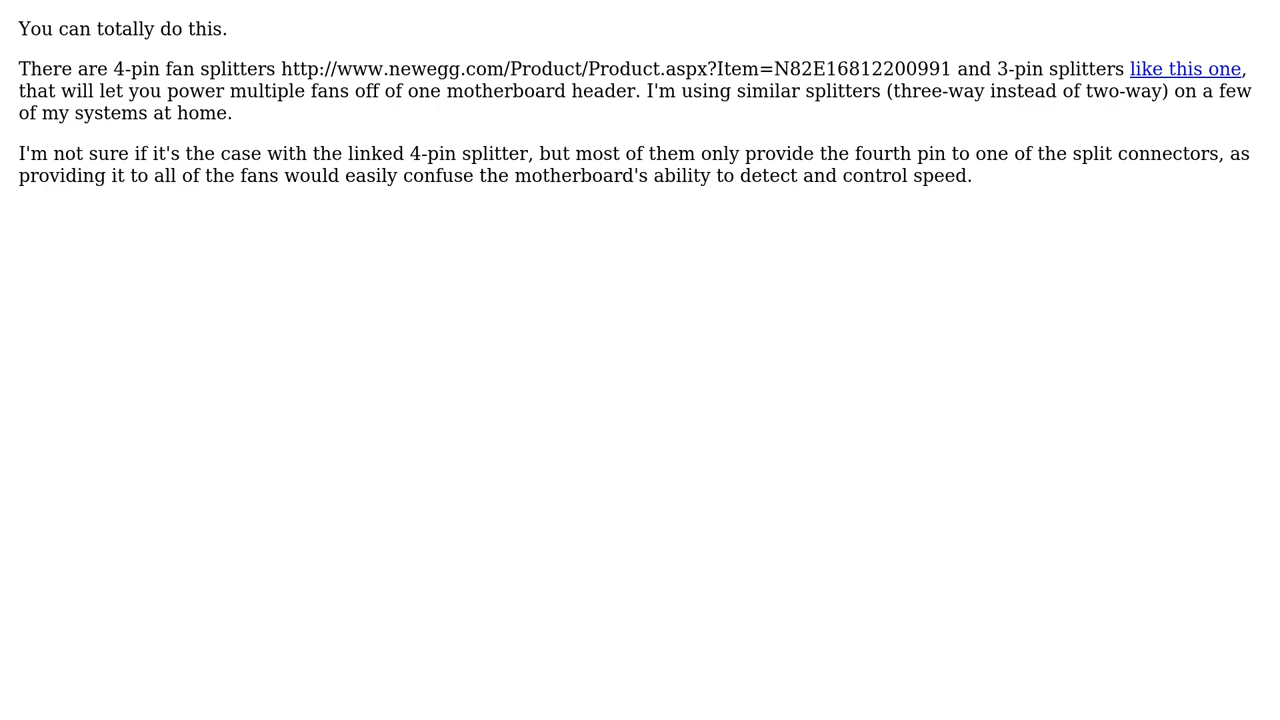 You can totally do this.
There are 4-pin fan splitters http://www.newegg.com/Product/Product.aspx?Item=N82E16812200991 and 3-pin splitters like this one,
that will let you power multiple fans off of one motherboard header. I'm using similar splitters (three-way instead of two-way) on a few
of my systems at home.
I'm not sure if it's the case with the linked 4-pin splitter, but most of them only provide the fourth pin to one of the split connectors, as
providing it to all of the fans would easily confuse the motherboard's ability to detect and control speed.